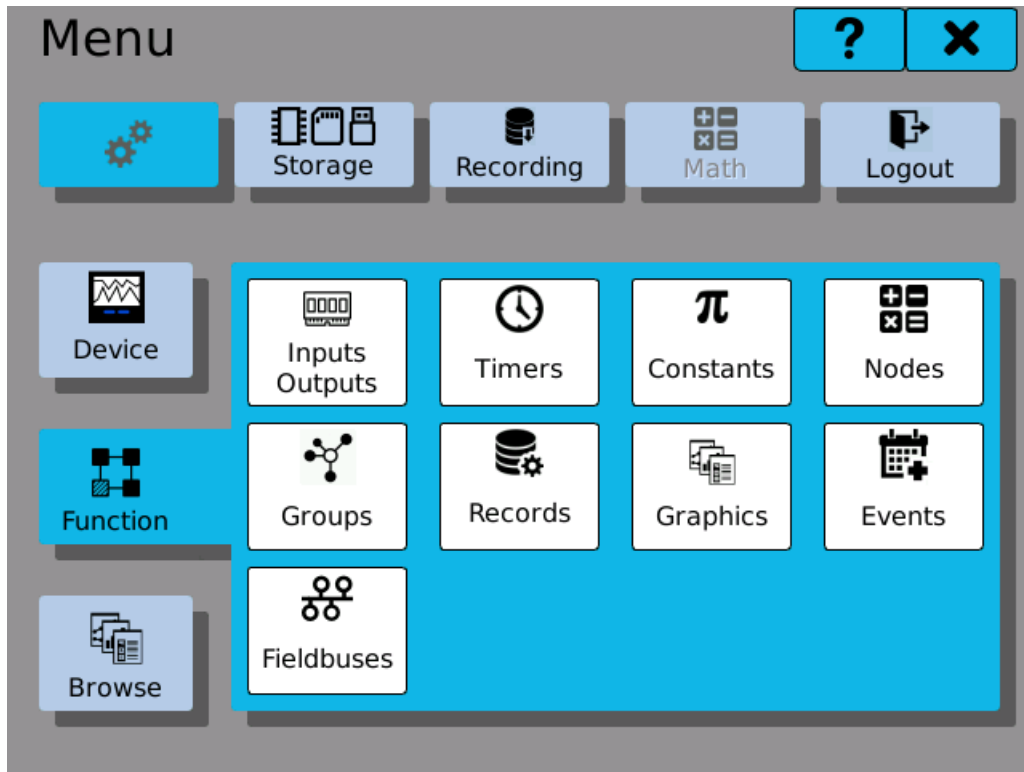 Menu
?
Storage
Recording
Math
Logout
Device
Inputs
Outputs
Timers
π
Constants
Nodes
Function
Groups
Records
Graphics
Events
Browse
Fieldbuses